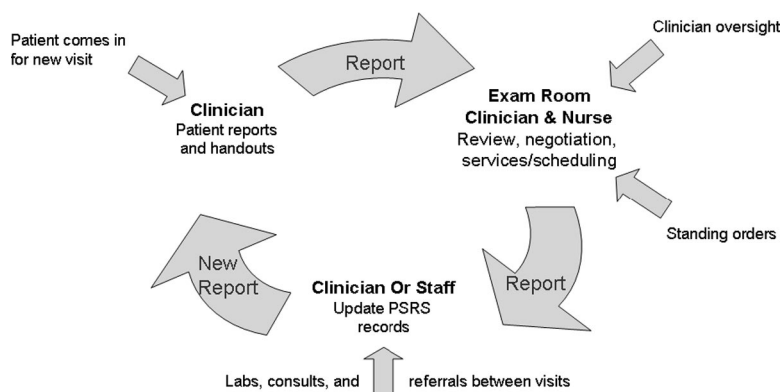 Patient comes in
for new visit
Report
Clinician oversight
Clinician
Patient reports
and handouts
Exam Room
Clinician & Nurse
Review, negotiation,
services/scheduling
Standing orders
New
Report
Clinician Or Staff
Update PSRS
records
Report
Labs, consults, and referrals between visits